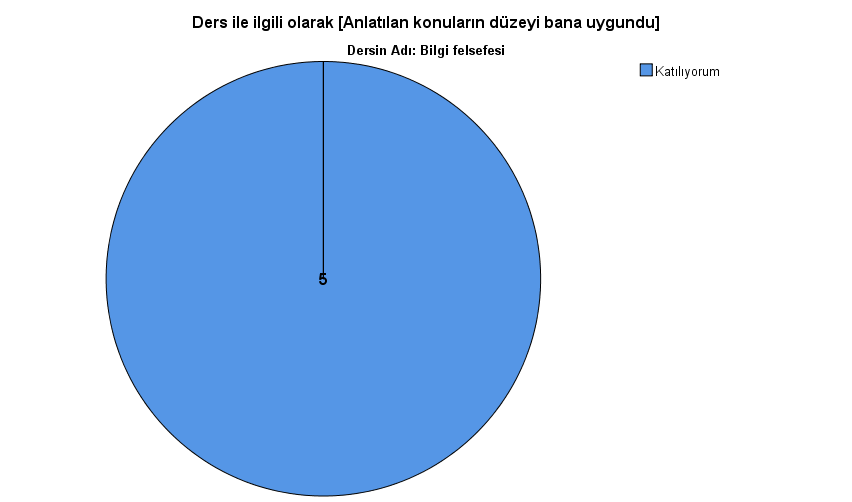 Ders ile ilgili olarak [Anlatılan konuların düzeyi bana uygundu]
Dersin Adı: Bilgi felsefesi
Katılıyorum
5